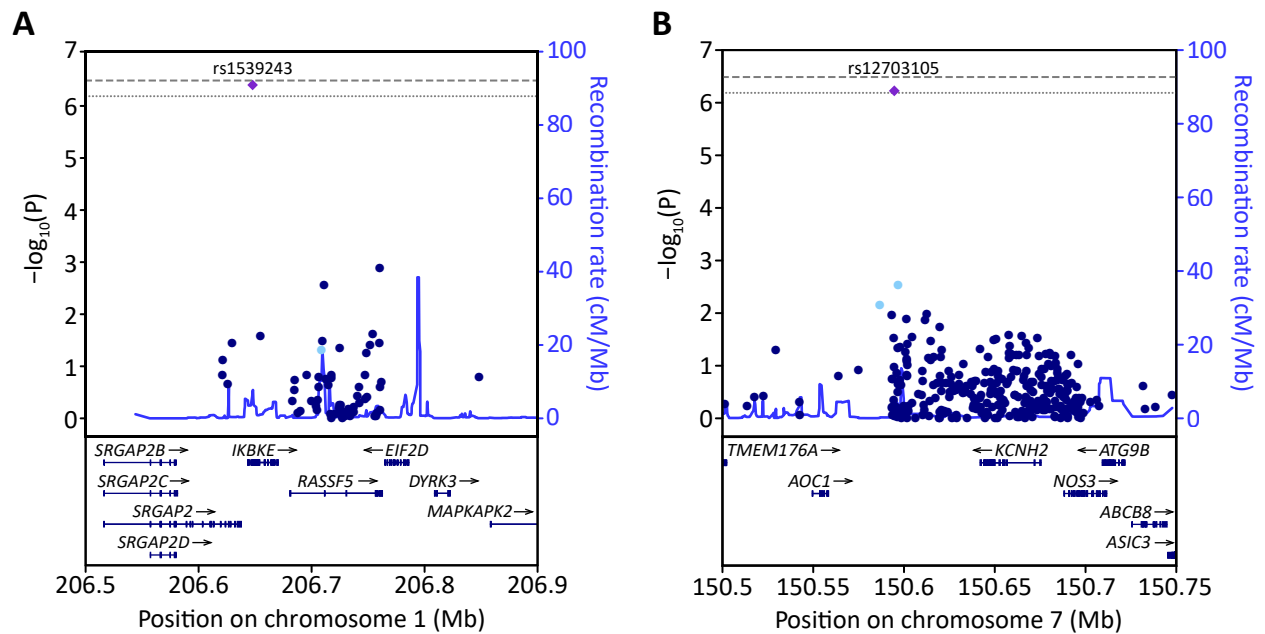 A
7
6
5
4
3
2
1
0
−log10(P)
rs1539243
100
80
60
40
20
0
Recombination rate (cM/Mb)
SRGAP2B→ IKBKE→ ←EIF2D
SRGAP2C→ RASSF5→ DYRK3→
SRGAP2→ MAPKAPK2→
SRGAP2D→
206.5 206.6 206.7 206.8 206.9
Position on chromosome 1 (Mb)
B
7
6
5
4
3
2
1
0
−log10(P)
rs12703105
100
80
60
40
20
0
Recombination rate (cM/Mb)
TMEM176A→ ←KCNH2 ←ATG9B
AOC1→ NOS3→
ABCB8→
ASIC3→
150.5 150.55 150.6 150.65 150.7 150.75
Position on chromosome 7 (Mb)